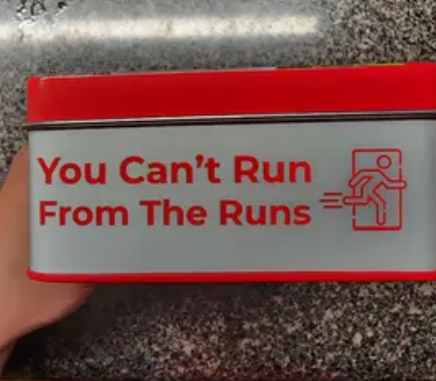 You Can't Run
From The Runs